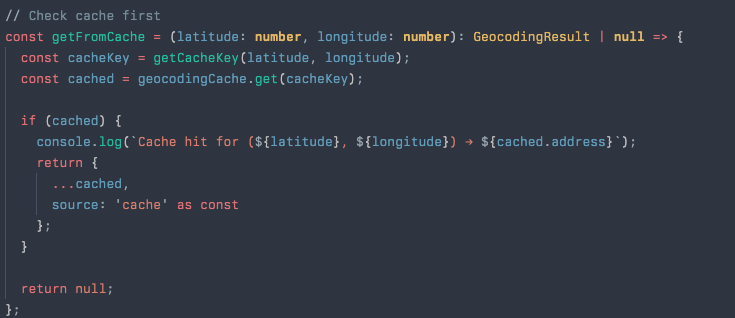 // Check cache first
const getFromCache = (latitude: number, longitude: number): GeocodingResult | null => {
  const cacheKey = getCacheKey(latitude, longitude);
  const cached = geocodingCache.get(cacheKey);

  if (cached) {
    console.log(`Cache hit for (${latitude}, ${longitude}) → ${cached.address}`);
    return {
      ...cached,
      source: 'cache' as const
    };
  }

  return null;
};